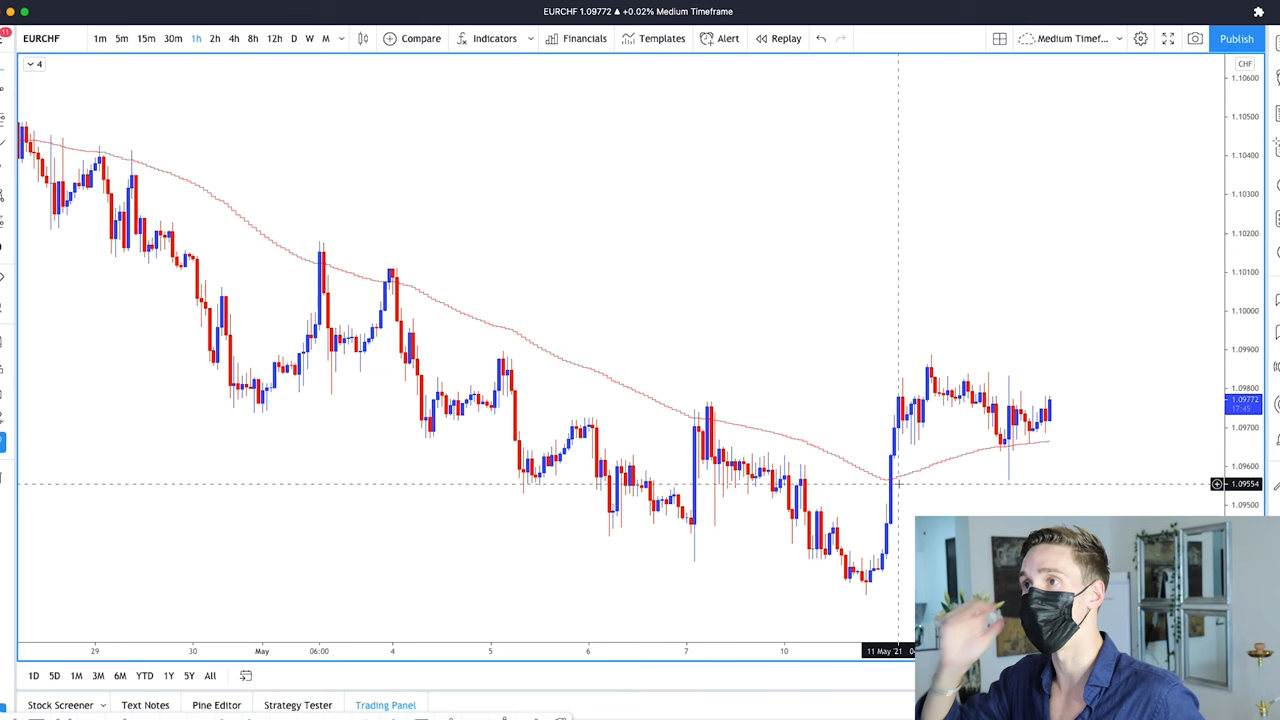 EURCHF 1.09772 ▲ +0.02% Medium Timeframe
11
EURCHF 1m 5m 15m 30m 1h 2h 4h 8h 12h D W M Compare Indicators Financials Templates Alert Replay Medium Timef... Publish
4
CHF
1.10600
1.10500
1.10400
1.10300
1.10200
1.10100
1.10000
1.09900
1.09800
1.09772
17:45
1.09700
1.09600
1.09554
1.09500
29 30 May 06:00 4 5 6 7 10 11 May '21
1D 5D 1M 3M 6M YTD 1Y 5Y All
Stock Screener Text Notes Pine Editor Strategy Tester Trading Panel